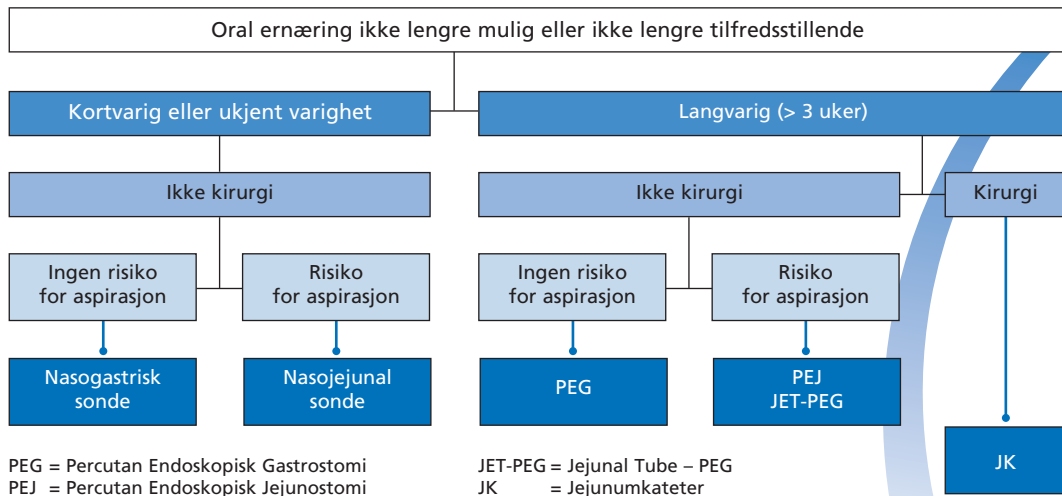 Oral ernæring ikke lengre mulig eller ikke lengre tilfredsstillende
Kortvarig eller ukjent varighet
Langvarig (> 3 uker)
Ikke kirurgi
Ikke kirurgi
Kirurgi
Ingen risiko
for aspirasjon
Risiko
for aspirasjon
Ingen risiko
for aspirasjon
Risiko
for aspirasjon
Nasogastrisk
sonde
Nasojejunal
sonde
PEG
PEJ
JET-PEG
JK
PEG = Percutan Endoskopisk Gastrostomi
PEJ = Percutan Endoskopisk Jejunostomi
JET-PEG = Jejunal Tube – PEG
JK = Jejunumkateter